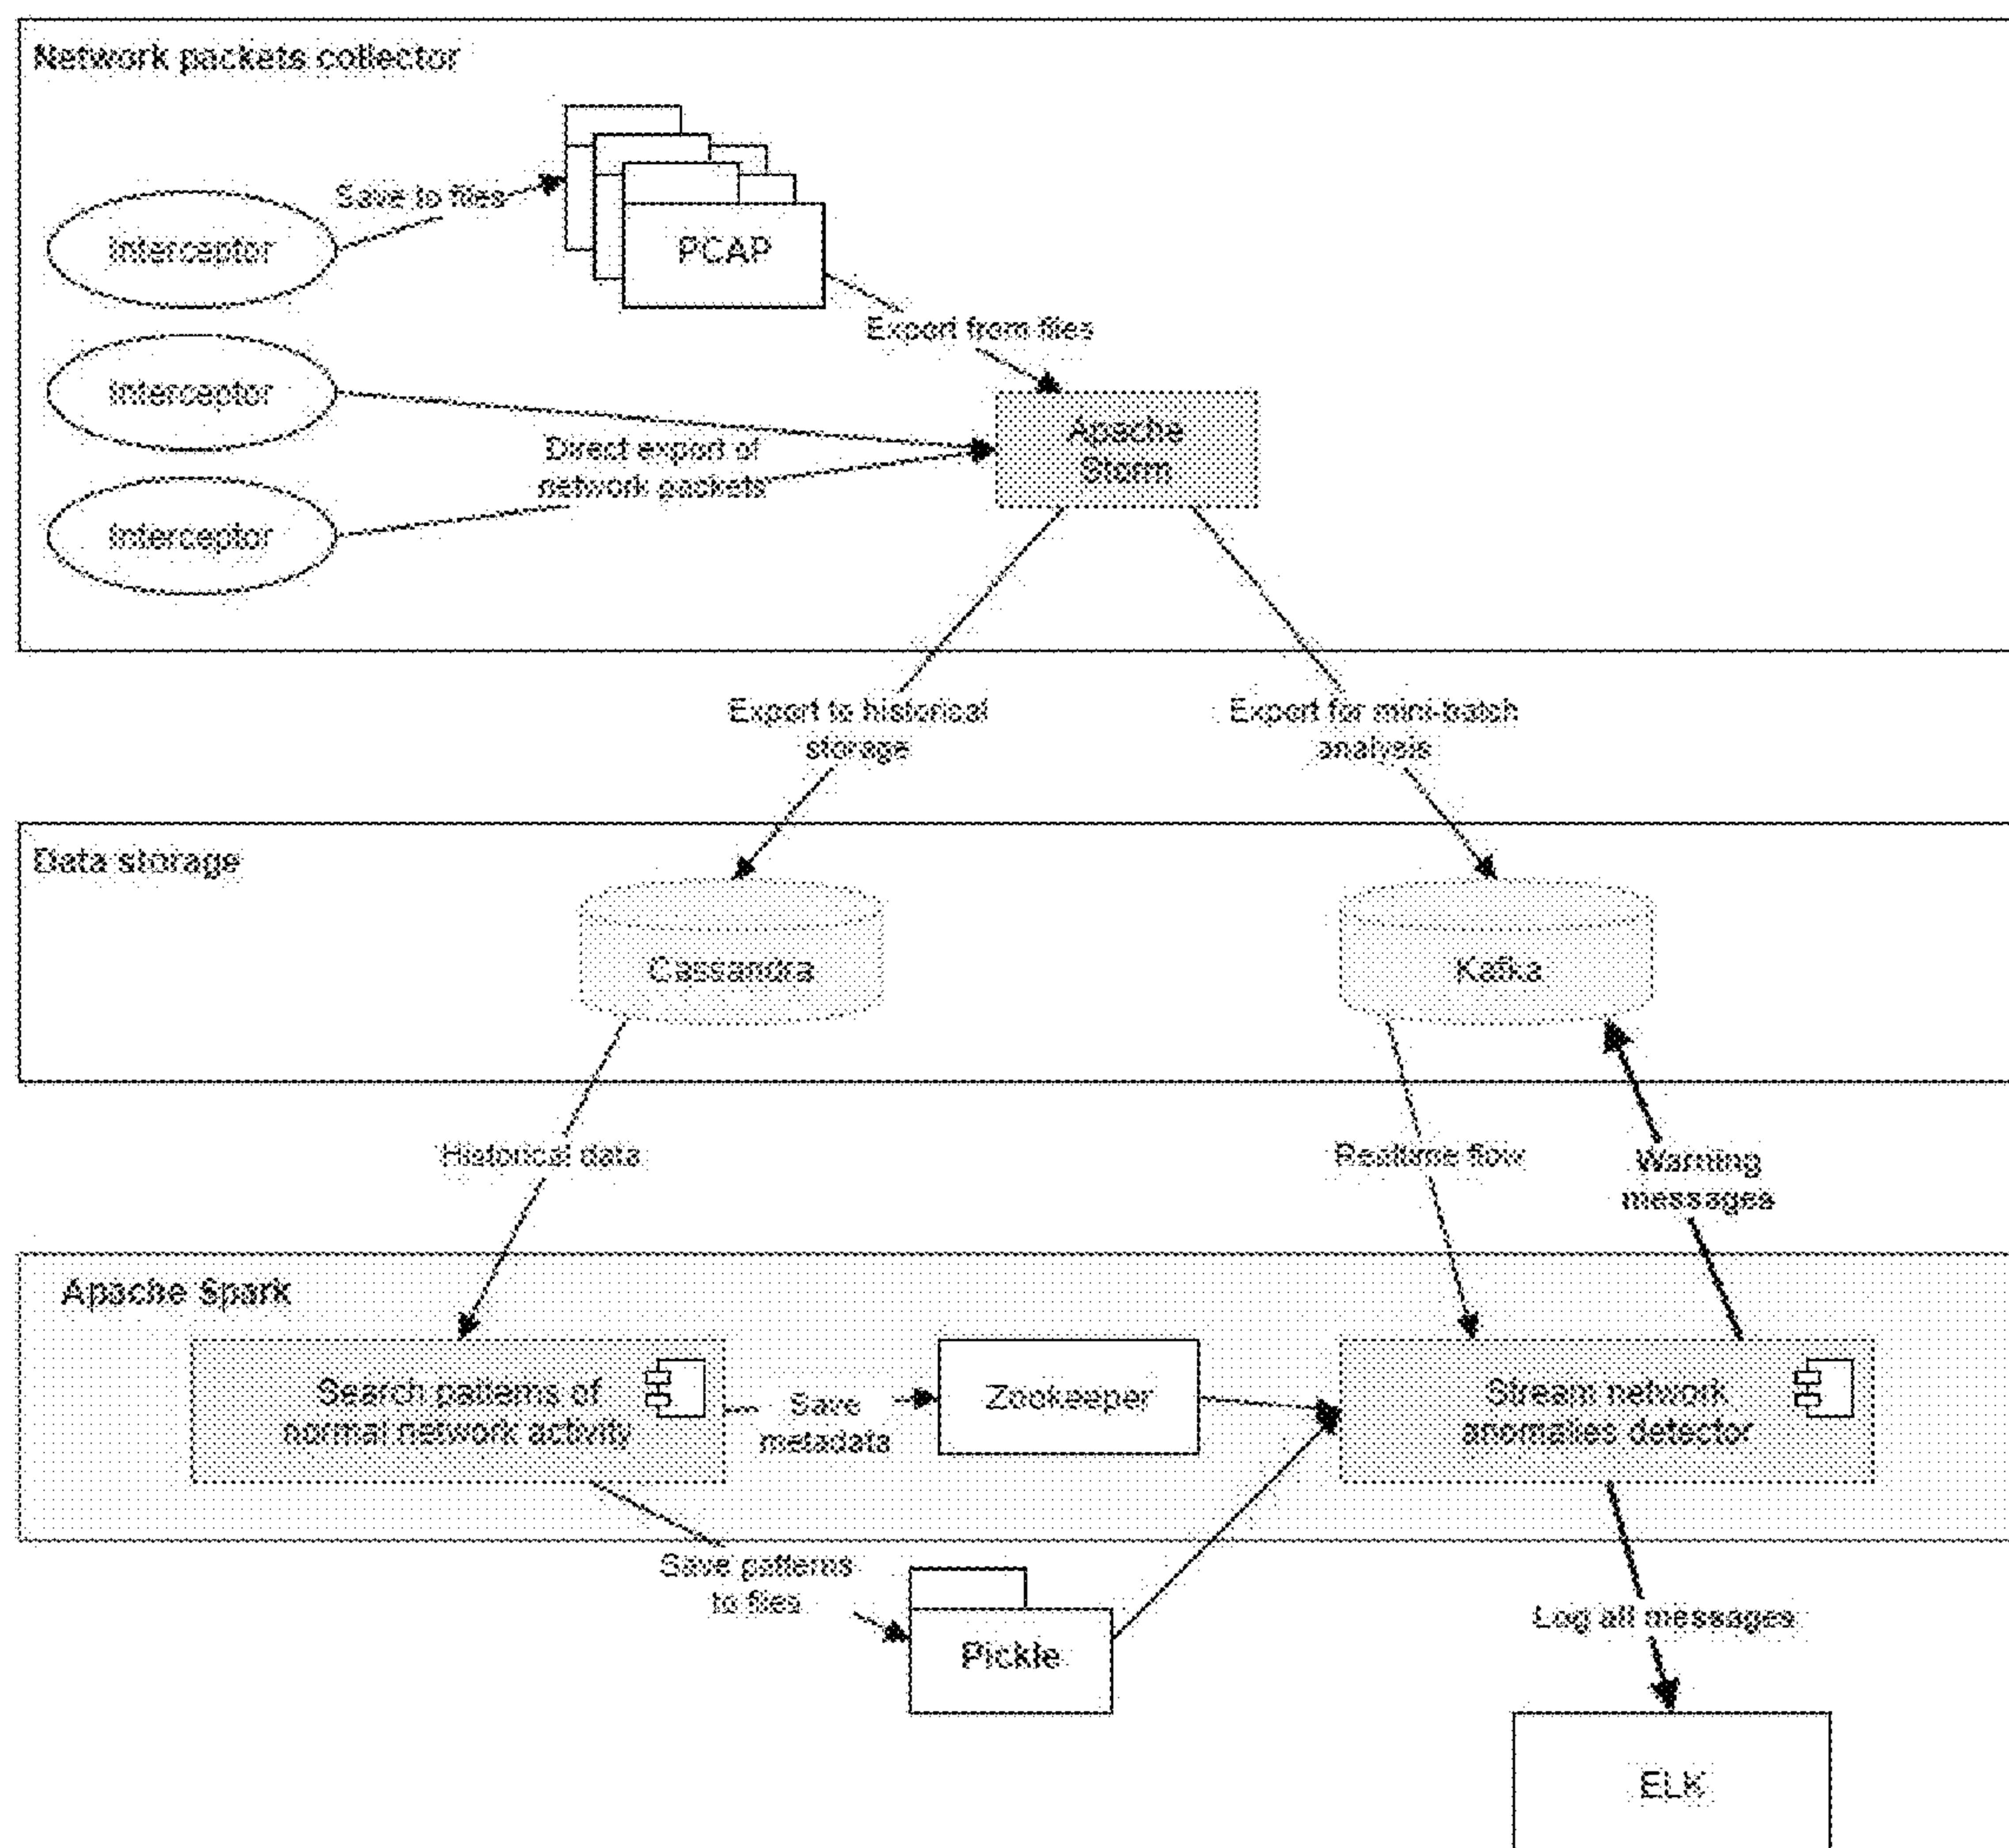 Network packets collector
Save to files
Interceptor
PCAP
Export from files
Interceptor
Apache
Storm
Direct export of
network packets
Interceptor
Export to historical
storage
Export for mini-batch
analysis
Data storage
Cassandra
Kafka
Historical data
Realtime flow
Warning
messages
Apache Spark
Search patterns of
normal network activity
Save
metadata
Zookeeper
Stream network
anomalies detector
Save patterns
to files
Pickle
Log all messages
ELK